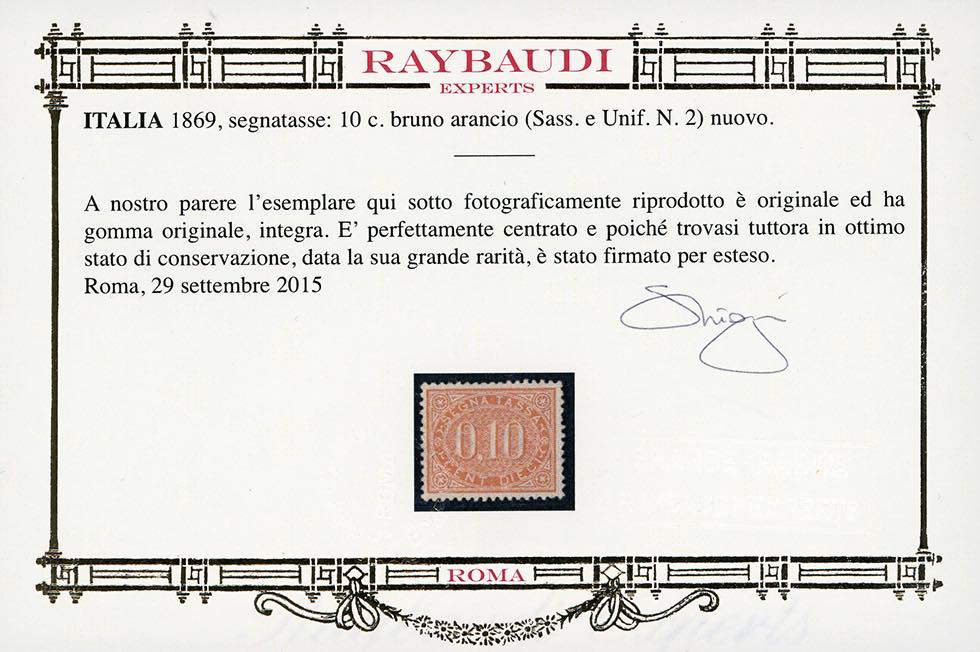 RAYBAUDI
EXPERTS
ITALIA 1869, segnatasse: 10 c. bruno arancio (Sass. e Unif. N. 2) nuovo.
A nostro parere l'esemplare qui sotto fotograficamente riprodotto è originale ed ha
gomma originale, integra. E' perfettamente centrato e poiché trovasi tuttora in ottimo
stato di conservazione, data la sua grande rarità, è stato firmato per esteso.
Roma, 29 settembre 2015
SEGNA TASSA
0,10
CENT. DIECI
ROMA